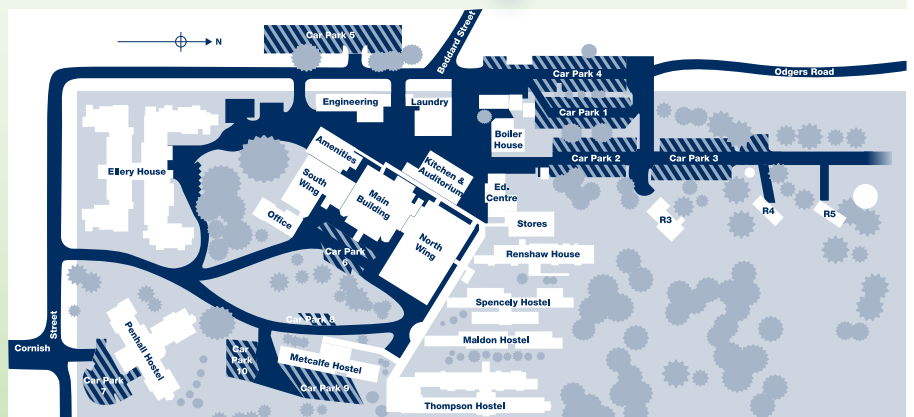 Car Park 5
Beddard Street
N
Car Park 4
Odgers Road
Engineering
Laundry
Car Park 1
Boiler
House
Amenities
Kitchen &
Auditorium
Car Park 2
Car Park 3
Ellery House
South
Wing
Main
Building
Ed.
Centre
Office
Stores
R3
R4
R5
North
Wing
Car Park
6
Renshaw House
Spencely Hostel
Car Park 8
Street
Cornish
Penhall Hostel
Maldon Hostel
Car
Park
10
Metcalfe Hostel
Car Park
7
Car Park 9
Thompson Hostel